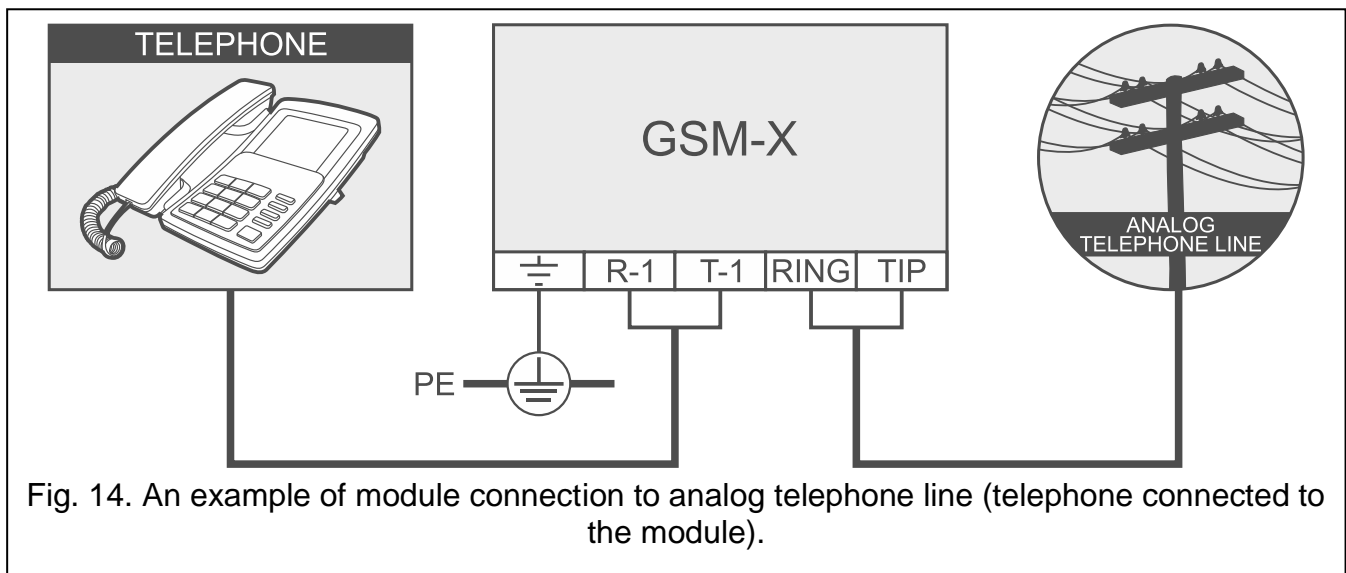 TELEPHONE
GSM-X
R-1 T-1 RING TIP
PE
ANALOG
TELEPHONE LINE
Fig. 14. An example of module connection to analog telephone line (telephone connected to
the module).